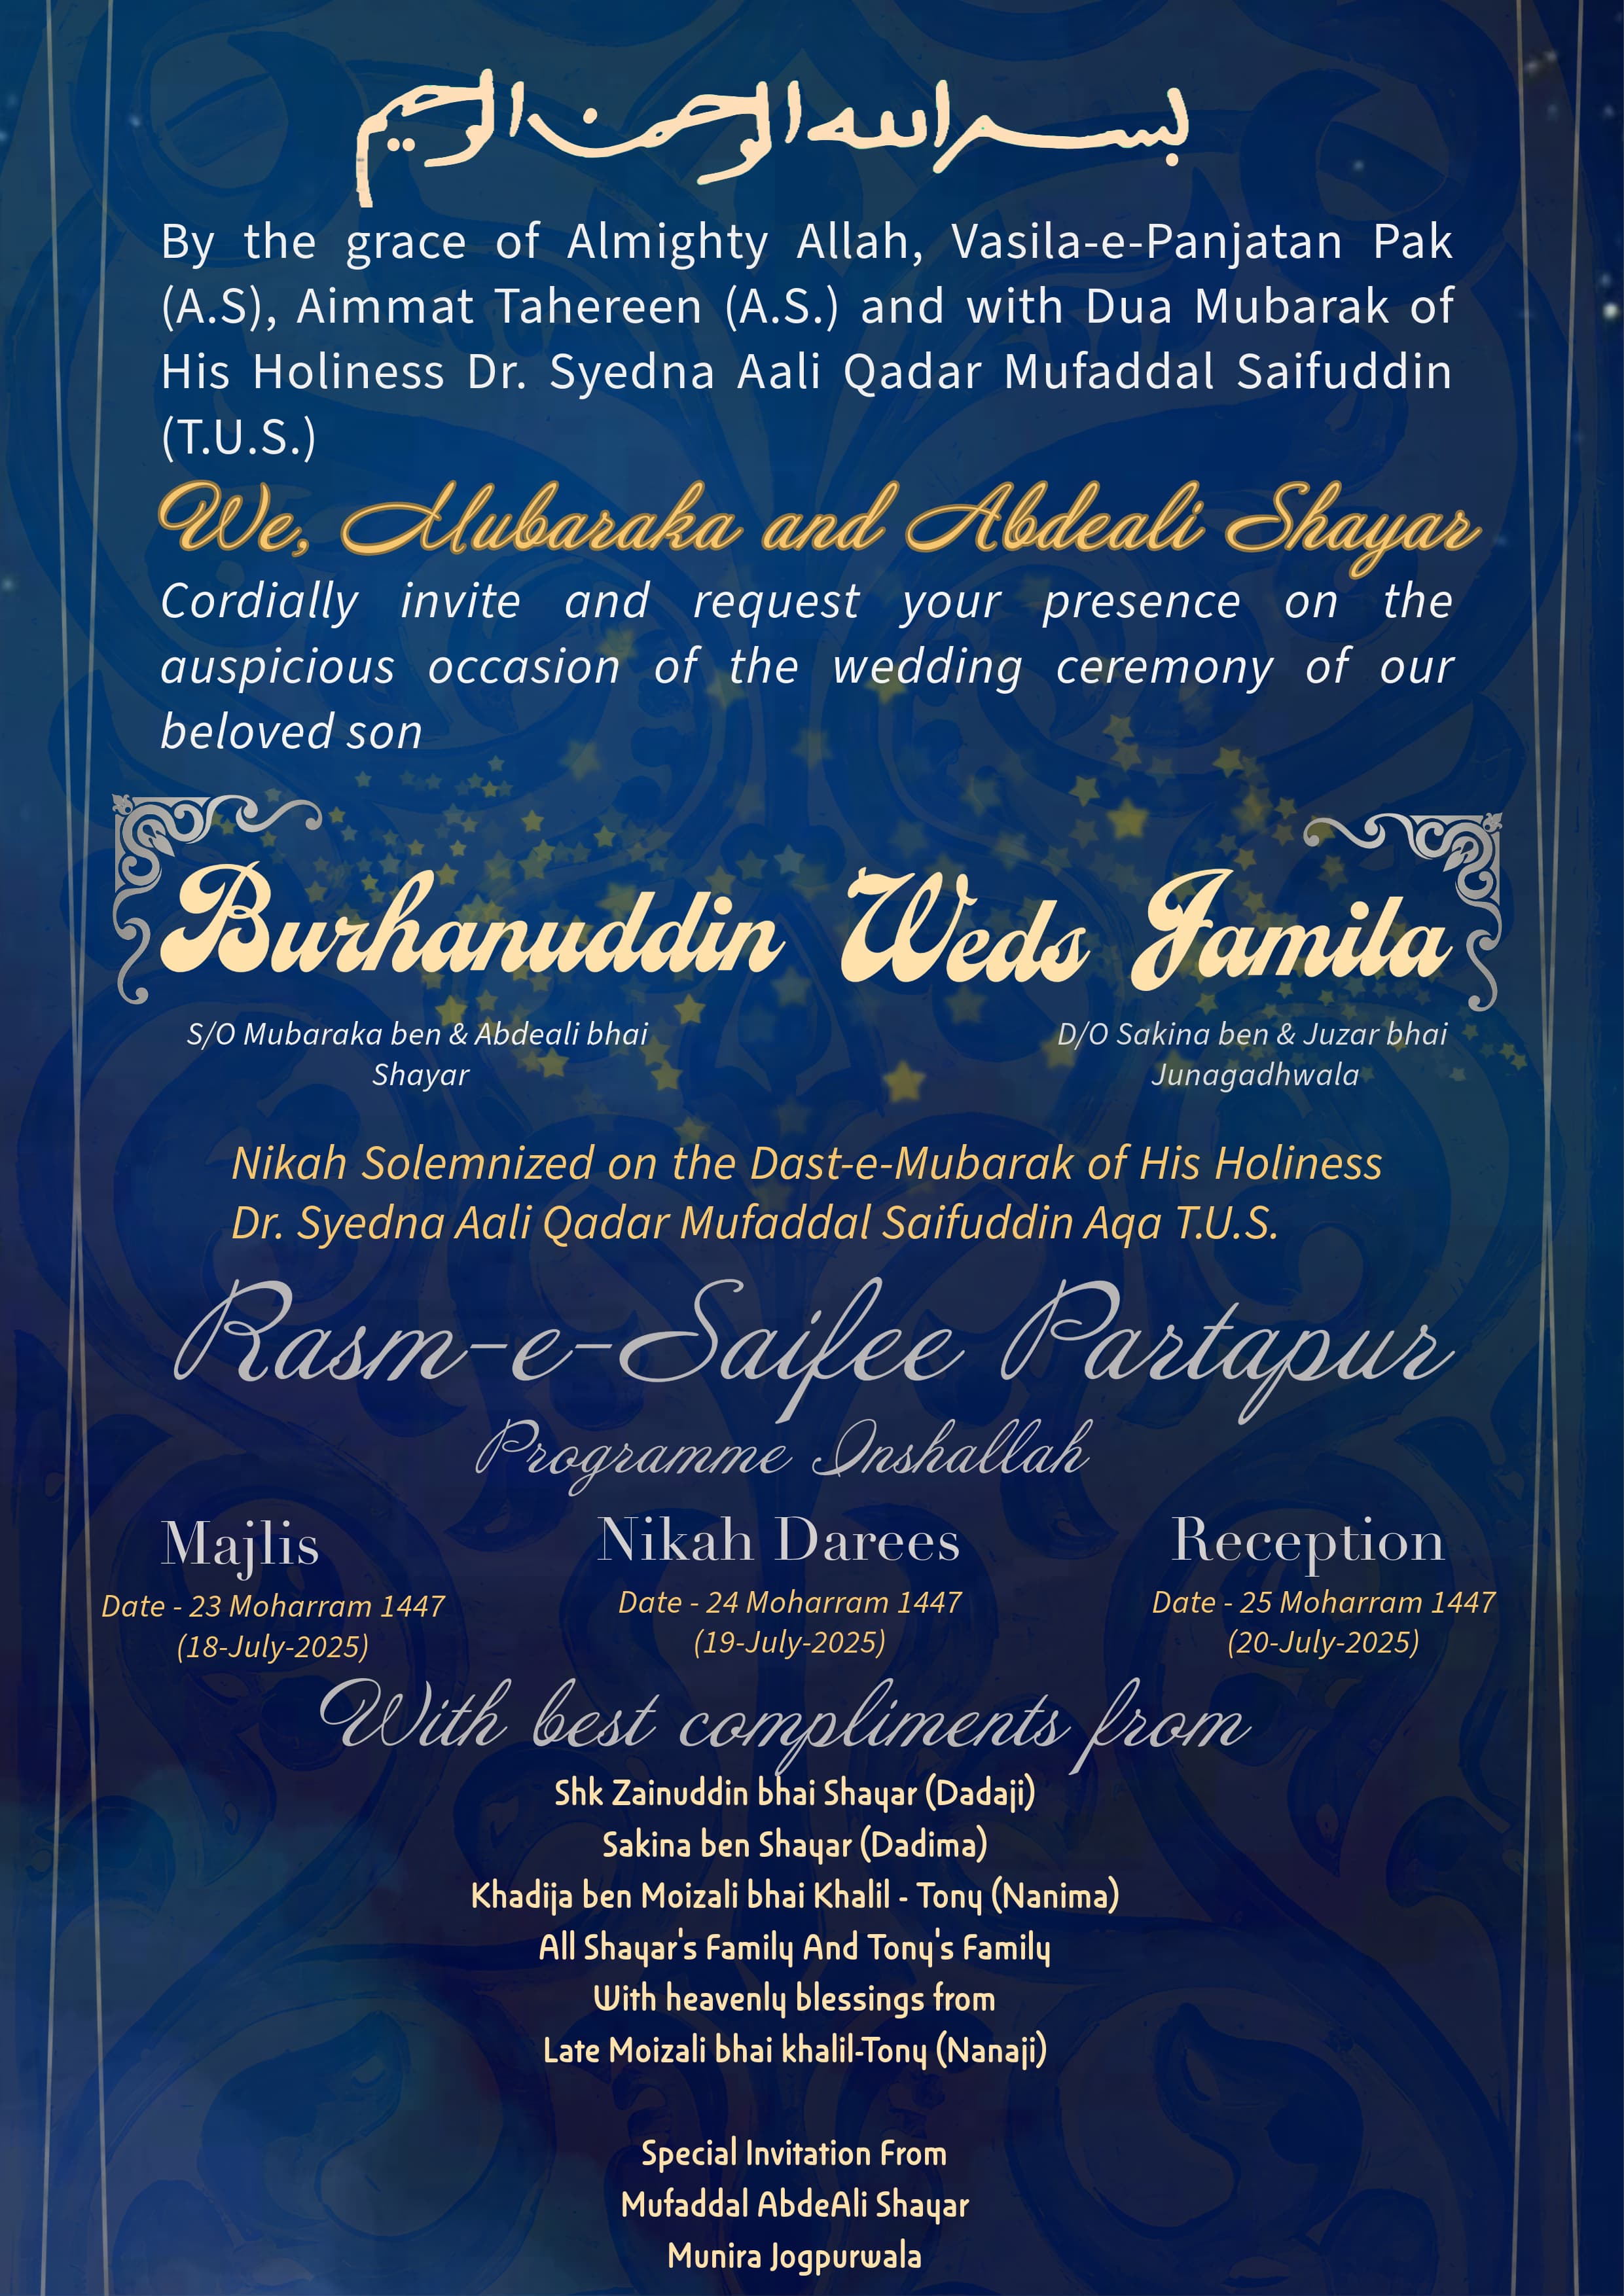 بسم الله الرحمن الرحيم
By the grace of Almighty Allah, Vasila-e-Panjatan Pak
(A.S), Aimmat Tahereen (A.S.) and with Dua Mubarak of
His Holiness Dr. Syedna Aali Qadar Mufaddal Saifuddin
(T.U.S.)
We, Mubaraka and Abdeali Shayar
Cordially invite and request your presence on the
auspicious occasion of the wedding ceremony of our
beloved son
Burhanuddin Weds Jamila
S/O Mubaraka ben & Abdeali bhai
Shayar
D/O Sakina ben & Juzar bhai
Junagadhwala
Nikah Solemnized on the Dast-e-Mubarak of His Holiness
Dr. Syedna Aali Qadar Mufaddal Saifuddin Aqa T.U.S.
Rasm-e-Saifee Partapur
Programme Inshallah
Majlis
Date - 23 Moharram 1447
(18-July-2025)
Nikah Darees
Date - 24 Moharram 1447
(19-July-2025)
Reception
Date - 25 Moharram 1447
(20-July-2025)
With best compliments from
Shk Zainuddin bhai Shayar (Dadaji)
Sakina ben Shayar (Dadima)
Khadija ben Moizali bhai Khalil - Tony (Nanima)
All Shayar's Family And Tony's Family
With heavenly blessings from
Late Moizali bhai khalil-Tony (Nanaji)
Special Invitation From
Mufaddal AbdeAli Shayar
Munira Jogpurwala